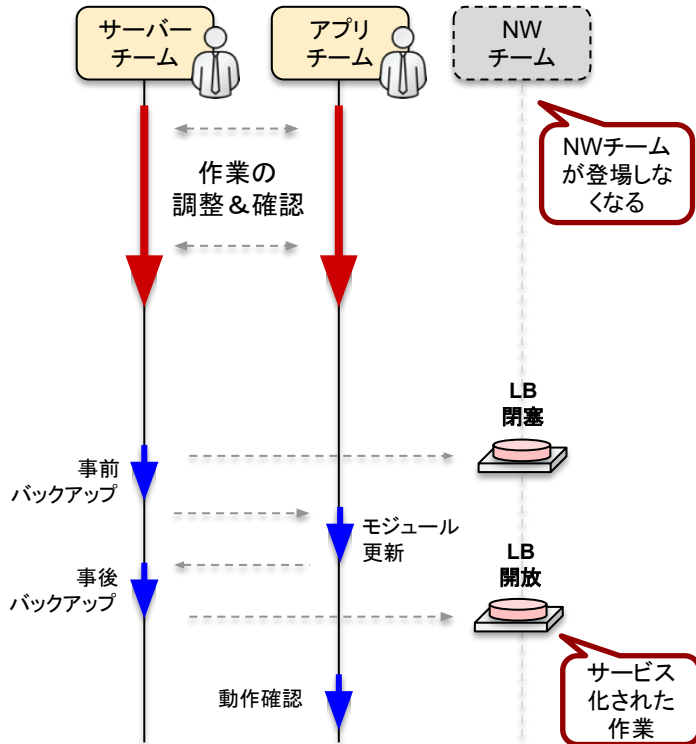 サーバー
チーム
アプリ
チーム
NW
チーム
NWチーム
が登場しな
くなる
作業の
調整＆確認
LB
閉塞
事前
バックアップ
モジュール
更新
LB
開放
事後
バックアップ
サービス
化された
作業
動作確認